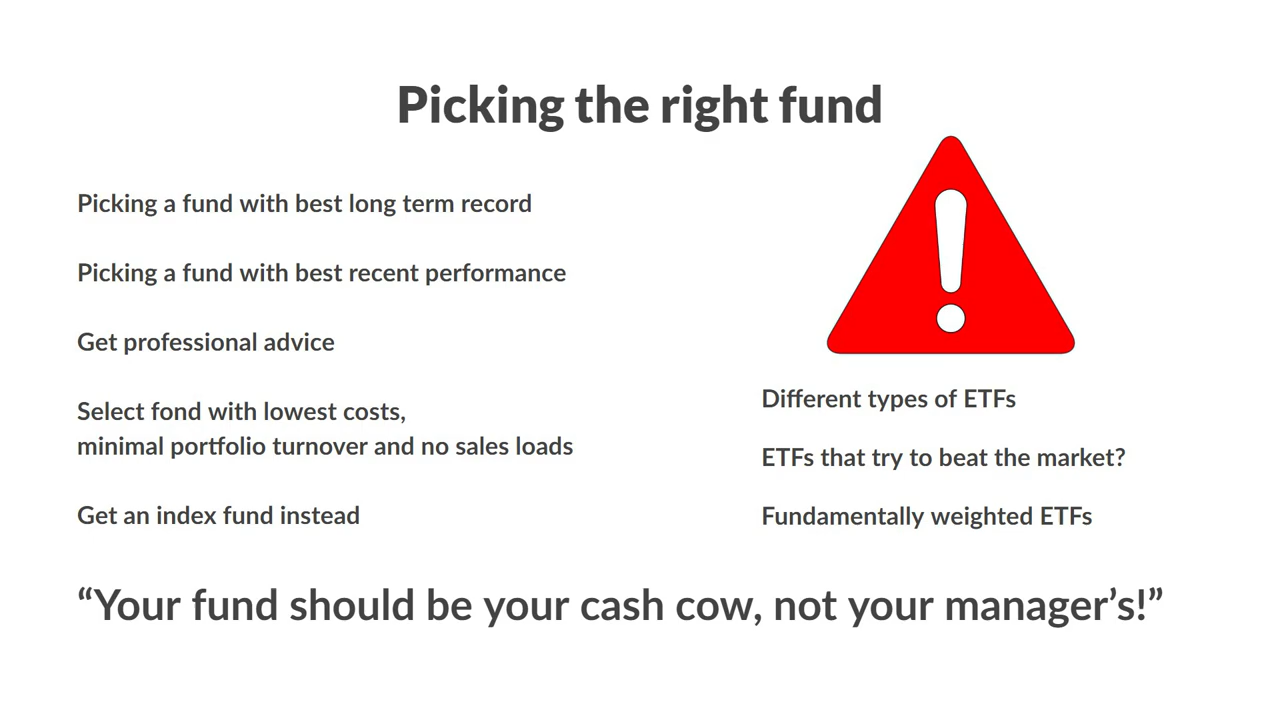 Picking the right fund
Picking a fund with best long term record
Picking a fund with best recent performance
Get professional advice
Select fond with lowest costs,
minimal portfolio turnover and no sales loads
Get an index fund instead
Different types of ETFs
ETFs that try to beat the market?
Fundamentally weighted ETFs
“Your fund should be your cash cow, not your manager’s!”